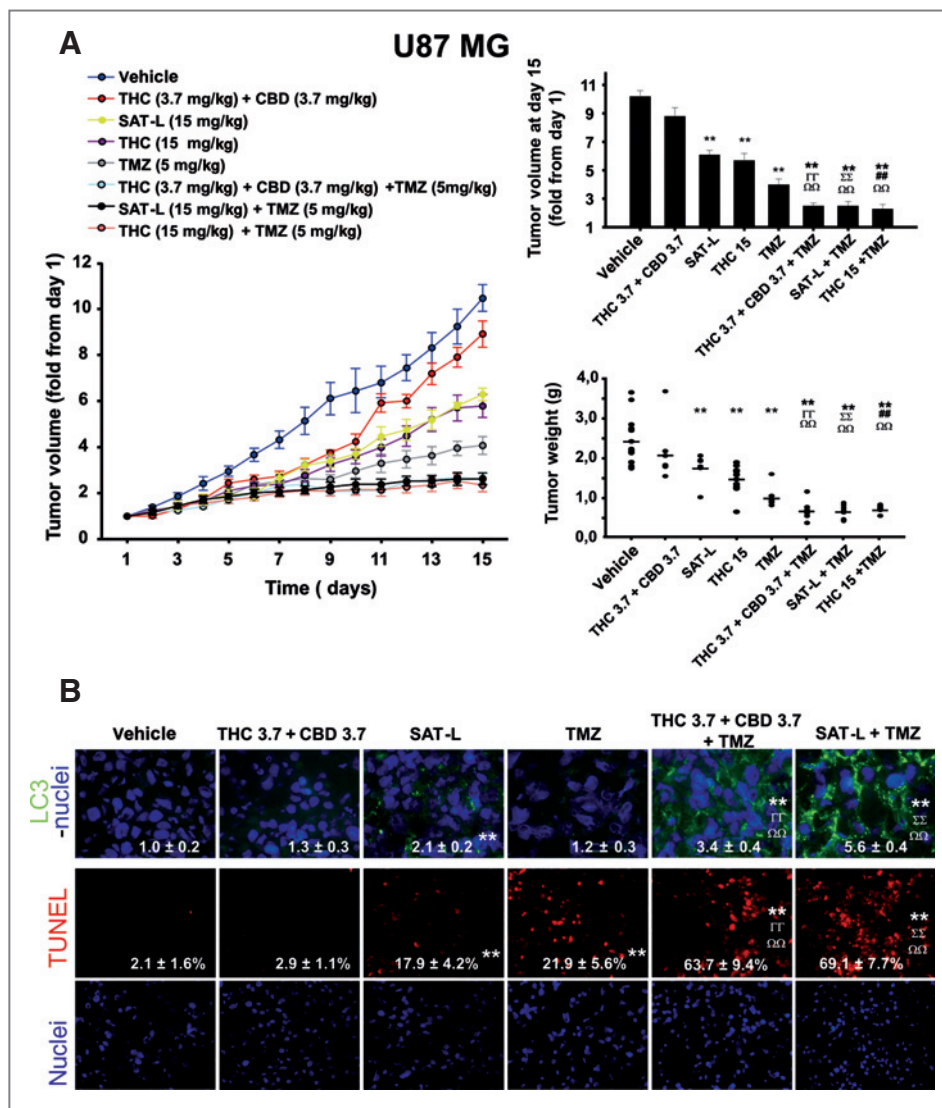 A
U87 MG
Vehicle
THC (3.7 mg/kg) + CBD (3.7 mg/kg)
SAT-L (15 mg/kg)
THC (15 mg/kg)
TMZ (5 mg/kg)
THC (3.7 mg/kg) + CBD (3.7 mg/kg) +TMZ (5mg/kg)
SAT-L (15 mg/kg) + TMZ (5 mg/kg)
THC (15 mg/kg) + TMZ (5 mg/kg)
Tumor volume (fold from day 1)
12
10
8
6
4
2
0
1 3 5 7 9 11 13 15
Time ( days)
Tumor volume at day 15
(fold from day 1)
11
9
7
5
3
1
** ** ** ** ** **
ΓΓ ΣΣ ##
ΩΩ ΩΩ ΩΩ
Vehicle
THC 3.7 + CBD 3.7
SAT-L
THC 15
TMZ
THC 3.7 + CBD 3.7 + TMZ
SAT-L + TMZ
THC 15 +TMZ
Tumor weight (g)
4,0
3,0
2,0
1,0
0,0
** ** ** ** ** **
ΓΓ ΣΣ ##
ΩΩ ΩΩ ΩΩ
Vehicle
THC 3.7 + CBD 3.7
SAT-L
THC 15
TMZ
THC 3.7 + CBD 3.7 + TMZ
SAT-L + TMZ
THC 15 +TMZ
B
Vehicle
THC 3.7 + CBD 3.7
SAT-L
TMZ
THC 3.7 + CBD 3.7
+ TMZ
SAT-L + TMZ
LC3
-nuclei
1.0 ± 0.2
1.3 ± 0.3
**
2.1 ± 0.2
1.2 ± 0.3
**
ΓΓ
ΩΩ
3.4 ± 0.4
**
ΣΣ
ΩΩ
5.6 ± 0.4
TUNEL
2.1 ± 1.6%
2.9 ± 1.1%
**
17.9 ± 4.2%
**
21.9 ± 5.6%
**
ΓΓ
ΩΩ
63.7 ± 9.4%
**
ΣΣ
ΩΩ
69.1 ± 7.7%
Nuclei